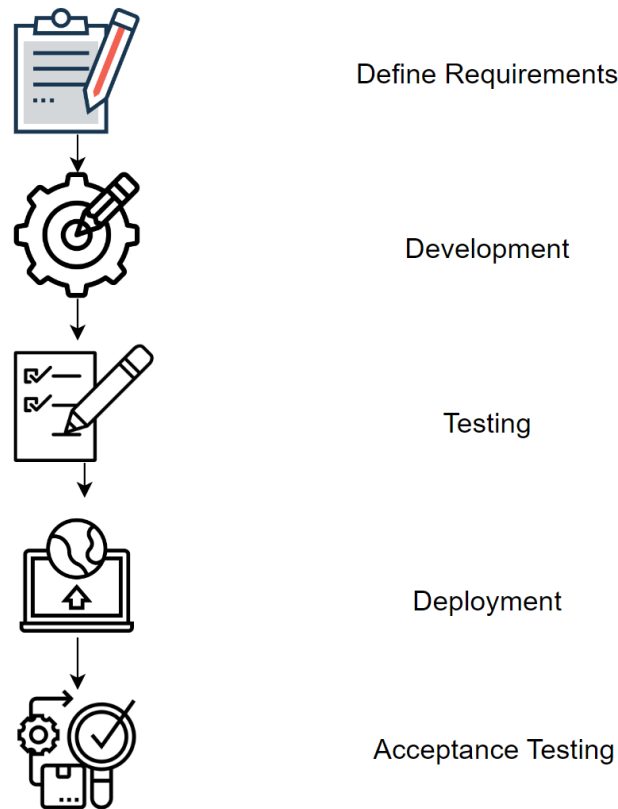 Define Requirements
Development
Testing
Deployment
Acceptance Testing